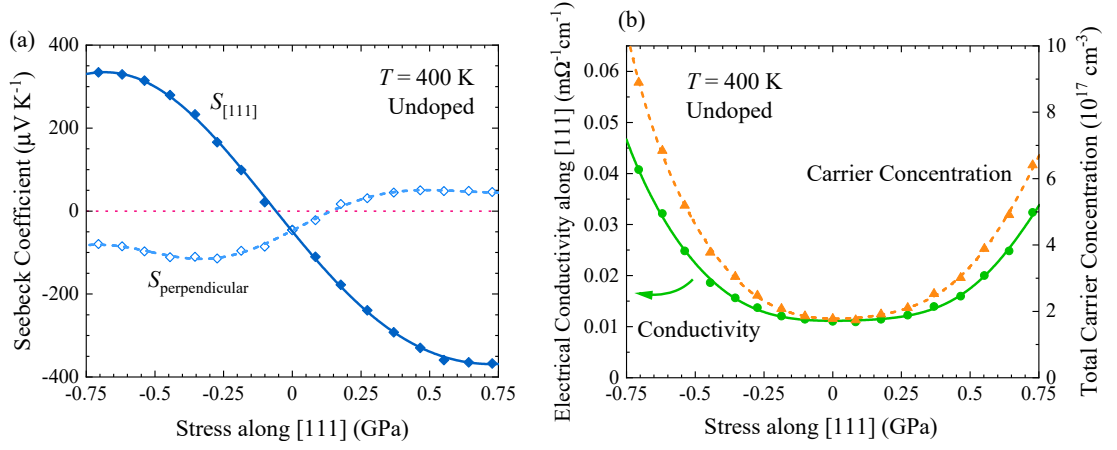 (a)
400
200
0
-200
-400
Seebeck Coefficient (μV K-1)
S[111]
T = 400 K
Undoped
Sperpendicular
-0.75
-0.5
-0.25
0
0.25
0.5
0.75
Stress along [111] (GPa)
(b)
0.06
0.05
0.04
0.03
0.02
0.01
0
Electrical Conductivity along [111] (mΩ-1cm-1)
T = 400 K
Undoped
Carrier Concentration
Conductivity
10
8
6
4
2
0
Total Carrier Concentration (10^17 cm-3)
-0.75
-0.5
-0.25
0
0.25
0.5
0.75
Stress along [111] (GPa)